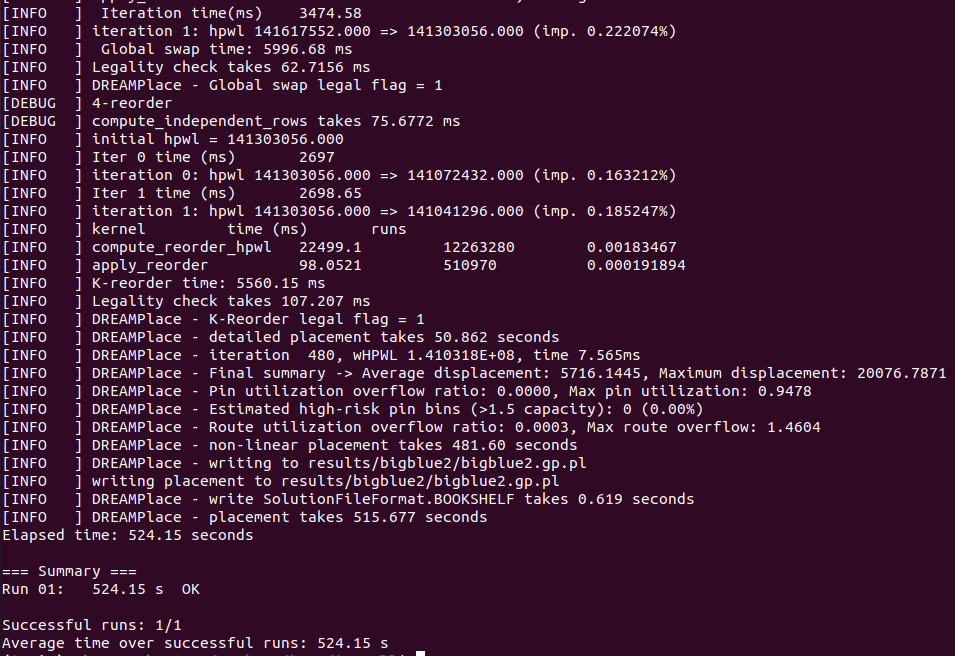 [INFO   ]  Iteration time(ms)    3474.58
[INFO   ] iteration 1: hpwl 141617552.000 => 141303056.000 (imp. 0.222074%)
[INFO   ]  Global swap time: 5996.68 ms
[INFO   ] Legality check takes 62.7156 ms
[INFO   ] DREAMPlace - Global swap legal flag = 1
[DEBUG  ] 4-reorder
[DEBUG  ] compute_independent_rows takes 75.6772 ms
[INFO   ] initial hpwl = 141303056.000
[INFO   ] Iter 0 time (ms)       2697
[INFO   ] iteration 0: hpwl 141303056.000 => 141072432.000 (imp. 0.163212%)
[INFO   ] Iter 1 time (ms)       2698.65
[INFO   ] iteration 1: hpwl 141303056.000 => 141041296.000 (imp. 0.185247%)
[INFO   ] kernel         time (ms)       runs
[INFO   ] compute_reorder_hpwl   22499.1         12263280        0.00183467
[INFO   ] apply_reorder          98.0521         510970          0.000191894
[INFO   ] K-reorder time: 5560.15 ms
[INFO   ] Legality check takes 107.207 ms
[INFO   ] DREAMPlace - K-Reorder legal flag = 1
[INFO   ] DREAMPlace - detailed placement takes 50.862 seconds
[INFO   ] DREAMPlace - iteration  480, wHPWL 1.410318E+08, time 7.565ms
[INFO   ] DREAMPlace - Final summary -> Average displacement: 5716.1445, Maximum displacement: 20076.7871
[INFO   ] DREAMPlace - Pin utilization overflow ratio: 0.0000, Max pin utilization: 0.9478
[INFO   ] DREAMPlace - Estimated high-risk pin bins (>1.5 capacity): 0 (0.00%)
[INFO   ] DREAMPlace - Route utilization overflow ratio: 0.0003, Max route overflow: 1.4604
[INFO   ] DREAMPlace - non-linear placement takes 481.60 seconds
[INFO   ] DREAMPlace - writing to results/bigblue2/bigblue2.gp.pl
[INFO   ] writing placement to results/bigblue2/bigblue2.gp.pl
[INFO   ] DREAMPlace - write SolutionFileFormat.BOOKSHELF takes 0.619 seconds
[INFO   ] DREAMPlace - placement takes 515.677 seconds
Elapsed time: 524.15 seconds
=== Summary ===
Run 01:   524.15 s  OK
Successful runs: 1/1
Average time over successful runs: 524.15 s